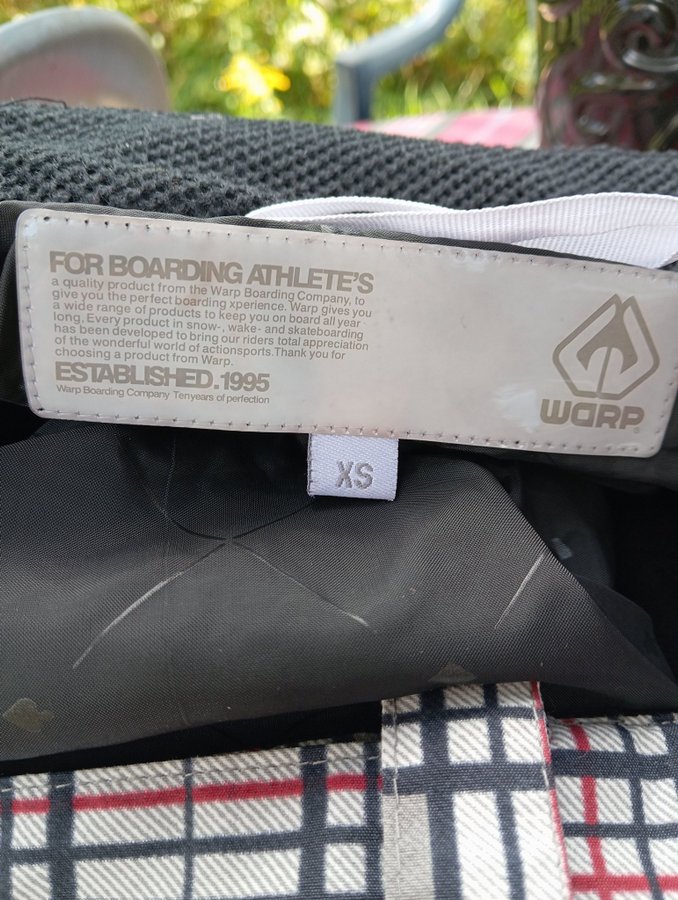 FOR BOARDING ATHLETE'S
a quality product from the Warp Boarding Company, to
give you the perfect boarding xperience. Warp gives you
a wide range of products to keep you on board all year
long, Every product in snow-, wake- and skateboarding
has been developed to bring our riders total appreciation
of the wonderful world of actionsports.Thank you for
choosing a product from Warp.
ESTABLISHED.1995
Warp Boarding Company Tenyears of perfection
WARP
XS